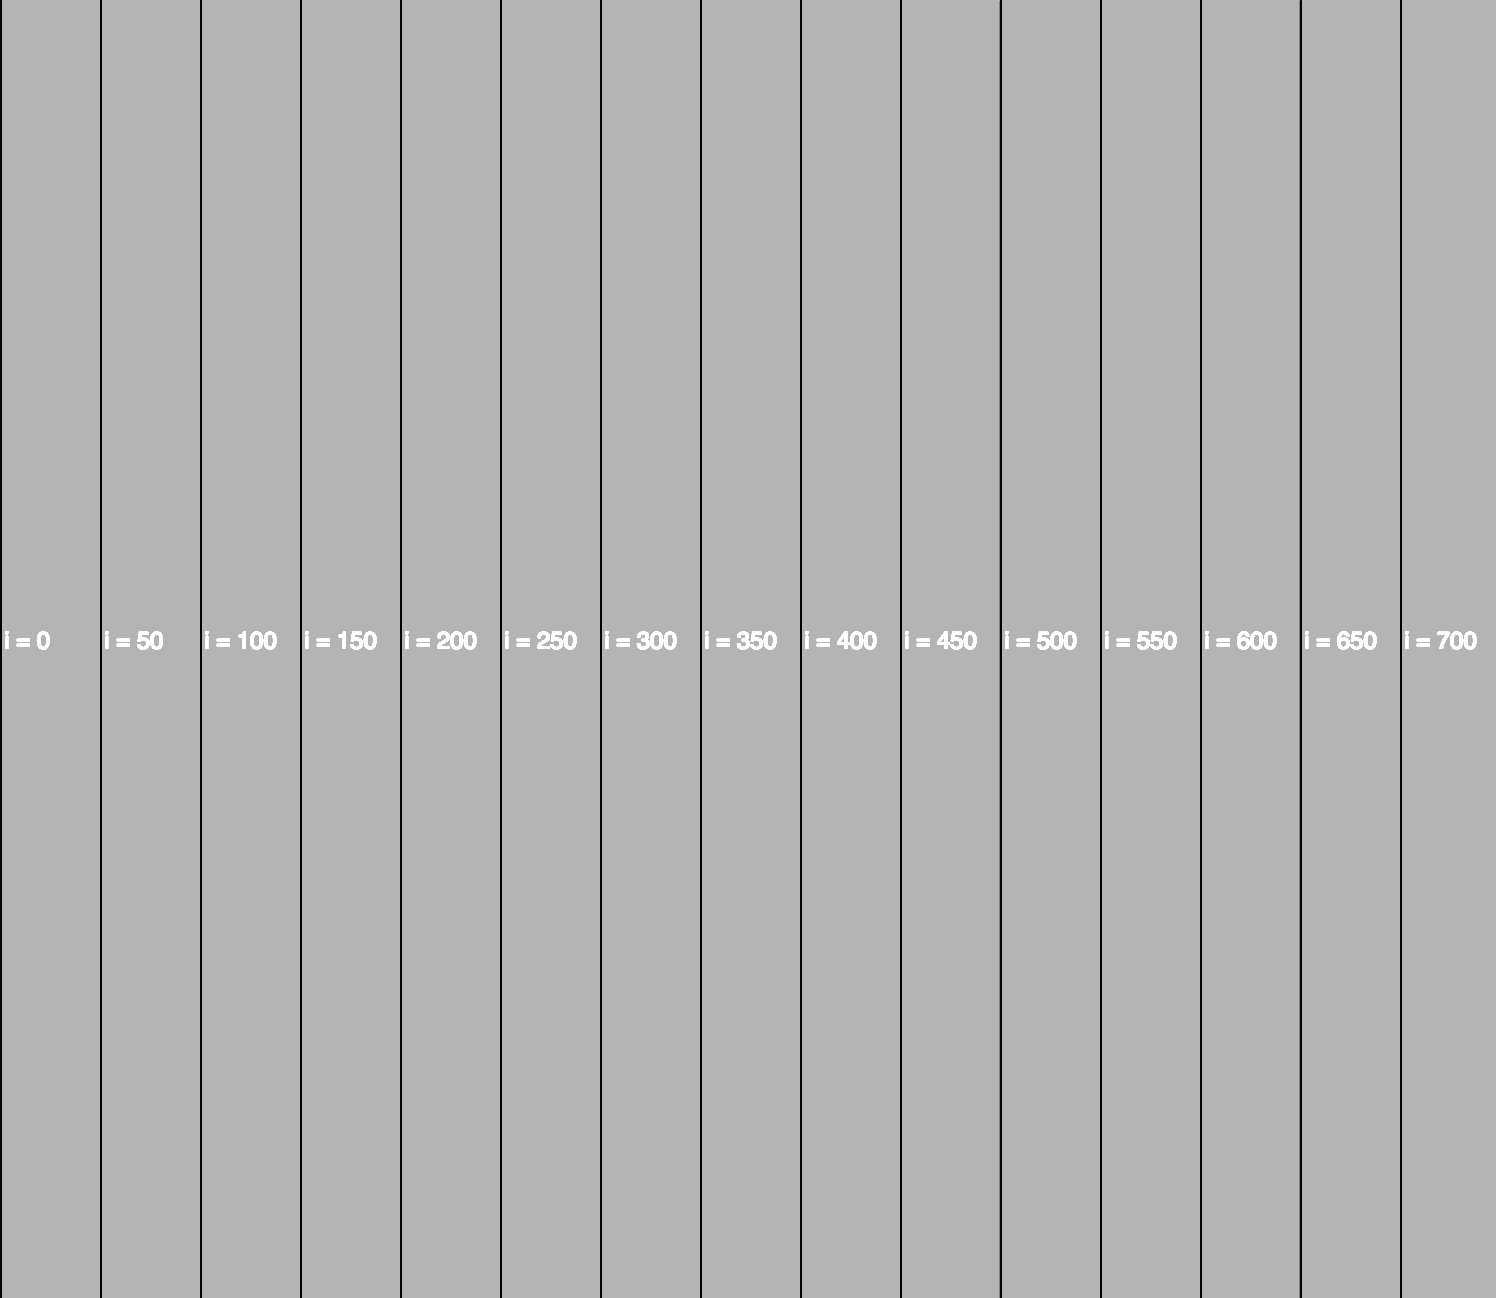 i = 0 i = 50 i = 100 i = 150 i = 200 i = 250 i = 300 i = 350 i = 400 i = 450 i = 500 i = 550 i = 600 i = 650 i = 700